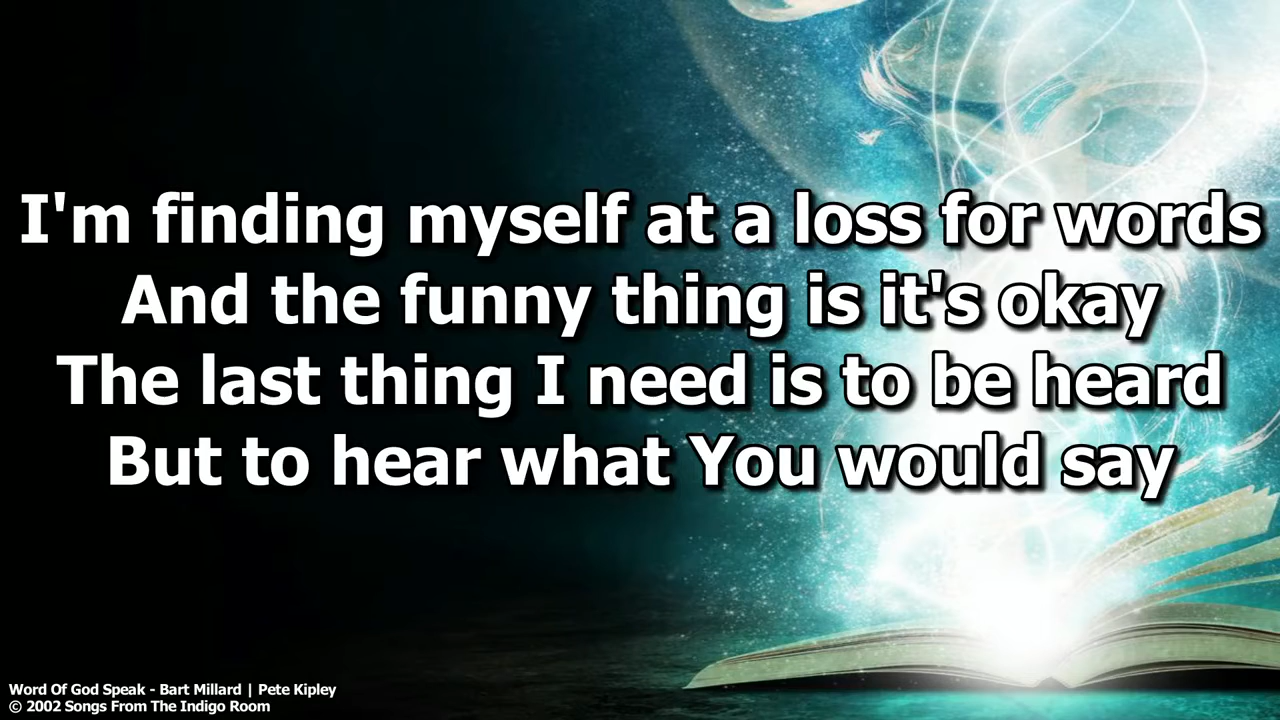 I'm finding myself at a loss for words
And the funny thing is it's okay
The last thing I need is to be heard
But to hear what You would say
Word Of God Speak - Bart Millard | Pete Kipley
© 2002 Songs From The Indigo Room